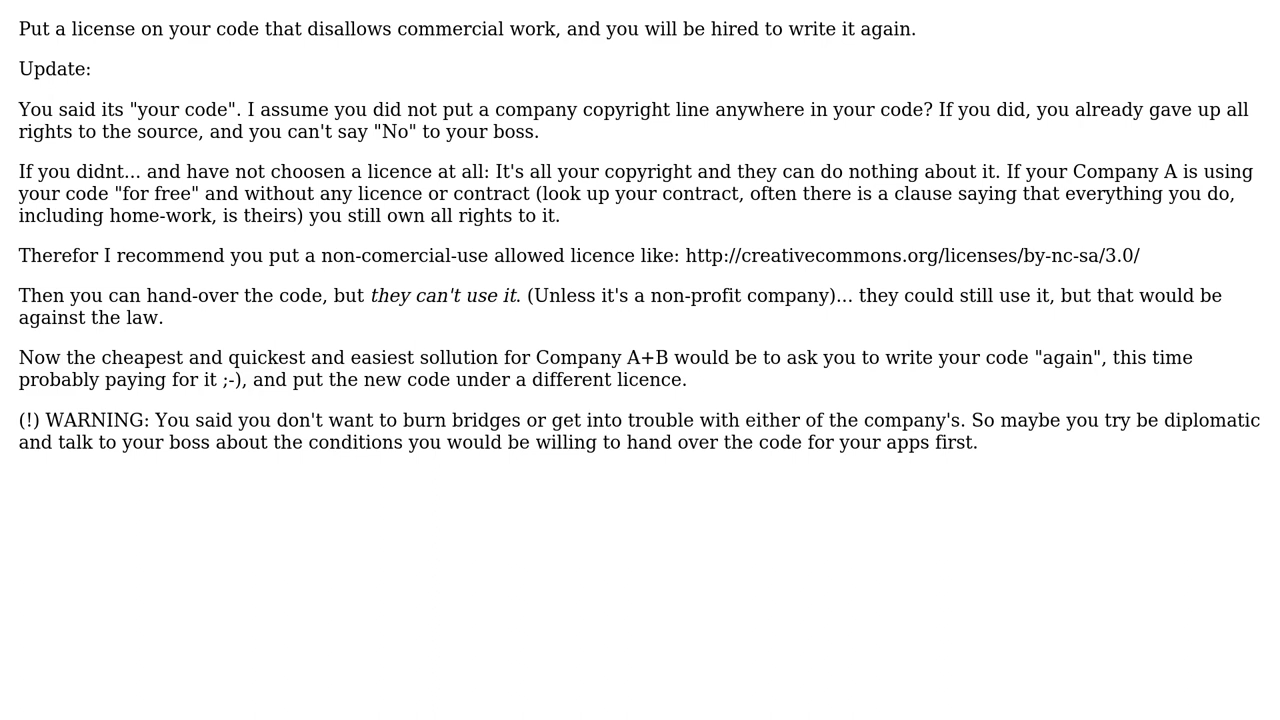 Put a license on your code that disallows commercial work, and you will be hired to write it again.
Update:
You said its "your code". I assume you did not put a company copyright line anywhere in your code? If you did, you already gave up all
rights to the source, and you can't say "No" to your boss.
If you didnt... and have not choosen a licence at all: It's all your copyright and they can do nothing about it. If your Company A is using
your code "for free" and without any licence or contract (look up your contract, often there is a clause saying that everything you do,
including home-work, is theirs) you still own all rights to it.
Therefor I recommend you put a non-comercial-use allowed licence like: http://creativecommons.org/licenses/by-nc-sa/3.0/
Then you can hand-over the code, but they can't use it. (Unless it's a non-profit company)... they could still use it, but that would be
against the law.
Now the cheapest and quickest and easiest sollution for Company A+B would be to ask you to write your code "again", this time
probably paying for it ;-), and put the new code under a different licence.
(!) WARNING: You said you don't want to burn bridges or get into trouble with either of the company's. So maybe you try be diplomatic
and talk to your boss about the conditions you would be willing to hand over the code for your apps first.